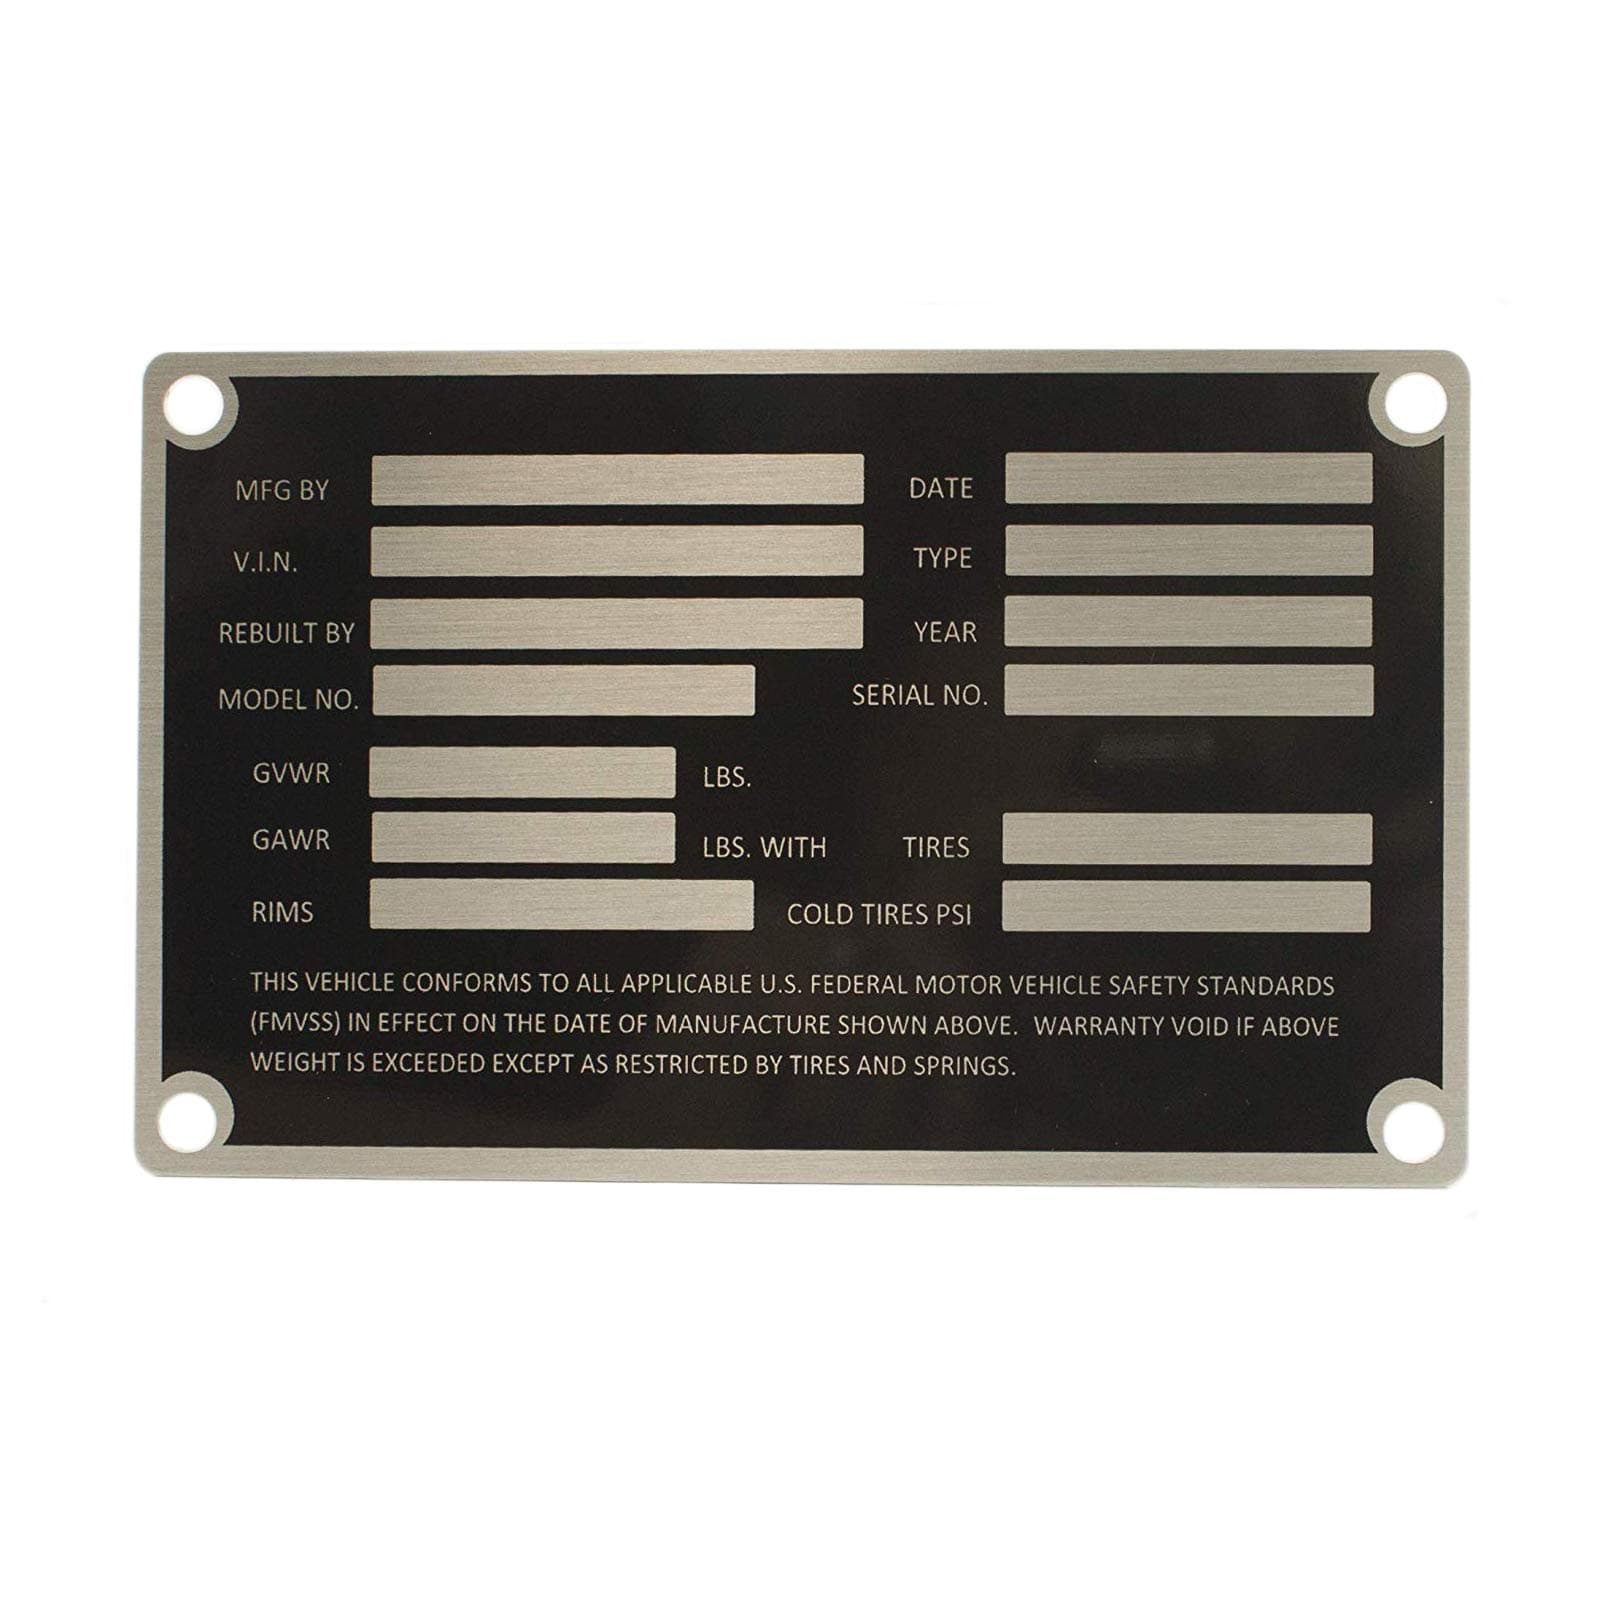 MFG BY DATE
V.I.N. TYPE
REBUILT BY YEAR
MODEL NO. SERIAL NO.
GVWR LBS.
GAWR LBS. WITH TIRES
RIMS COLD TIRES PSI
THIS VEHICLE CONFORMS TO ALL APPLICABLE U.S. FEDERAL MOTOR VEHICLE SAFETY STANDARDS
(FMVSS) IN EFFECT ON THE DATE OF MANUFACTURE SHOWN ABOVE. WARRANTY VOID IF ABOVE
WEIGHT IS EXCEEDED EXCEPT AS RESTRICTED BY TIRES AND SPRINGS.